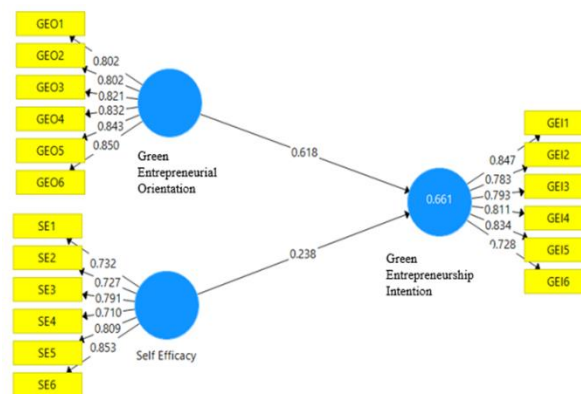 GEO1
GEO2
GEO3
GEO4
GEO5
GEO6
0.802
0.802
0.821
0.832
0.843
0.850
Green
Entrepreneurial
Orientation
0.618
SE1
SE2
SE3
SE4
SE5
SE6
0.732
0.727
0.791
0.710
0.809
0.853
Self Efficacy
0.238
0.661
Green
Entrepreneurship
Intention
0.847
0.783
0.793
0.811
0.834
0.728
GEI1
GEI2
GEI3
GEI4
GEI5
GEI6